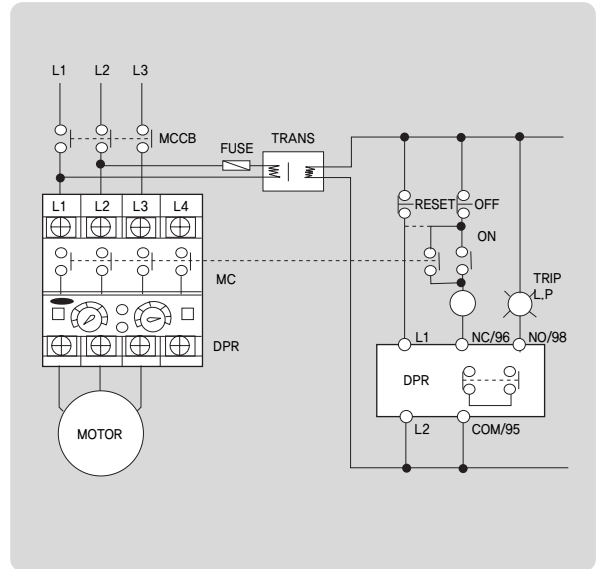 L1 L2 L3
MCCB
FUSE TRANS
L1 L2 L3 L4
RESET OFF
ON
MC
TRIP
L.P
L1 NC/96 NO/98
DPR
DPR
L2 COM/95
MOTOR